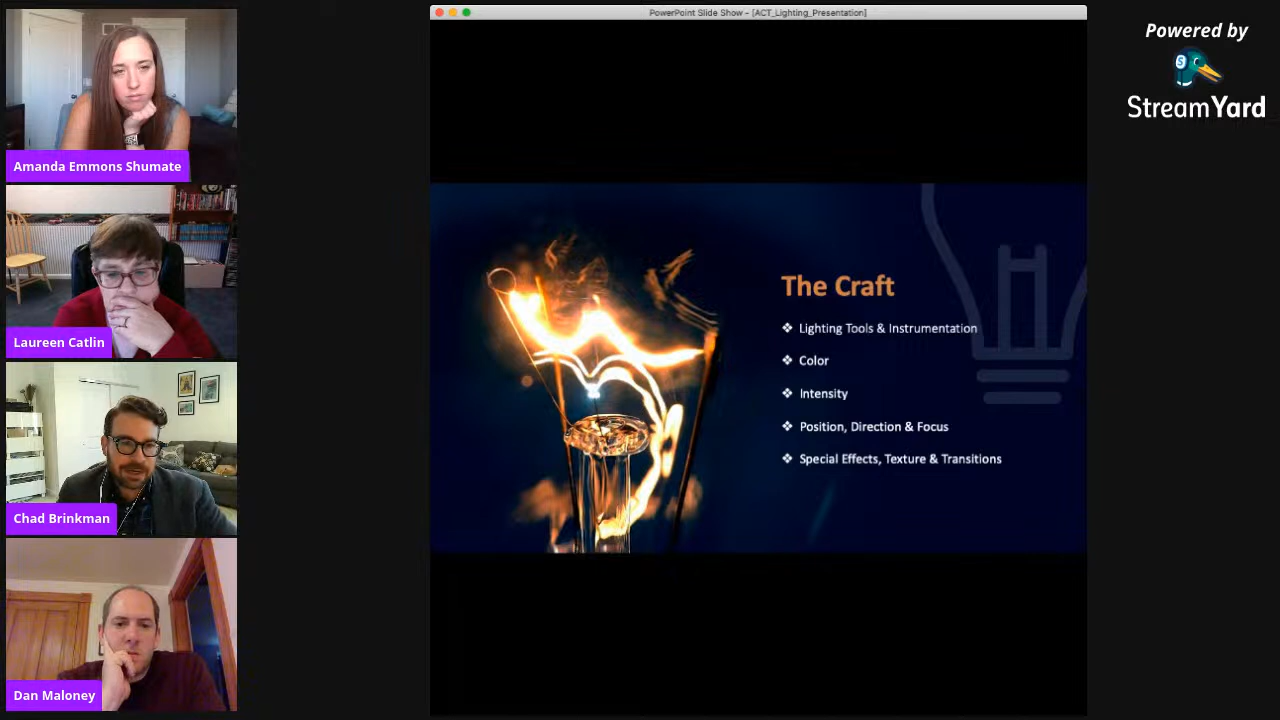 Amanda Emmons Shumate
Laureen Catlin
Chad Brinkman
Dan Maloney
PowerPoint Slide Show - [ACT_Lighting_Presentation]
The Craft
❖ Lighting Tools & Instrumentation
❖ Color
❖ Intensity
❖ Position, Direction & Focus
❖ Special Effects, Texture & Transitions
Powered by
S
StreamYard